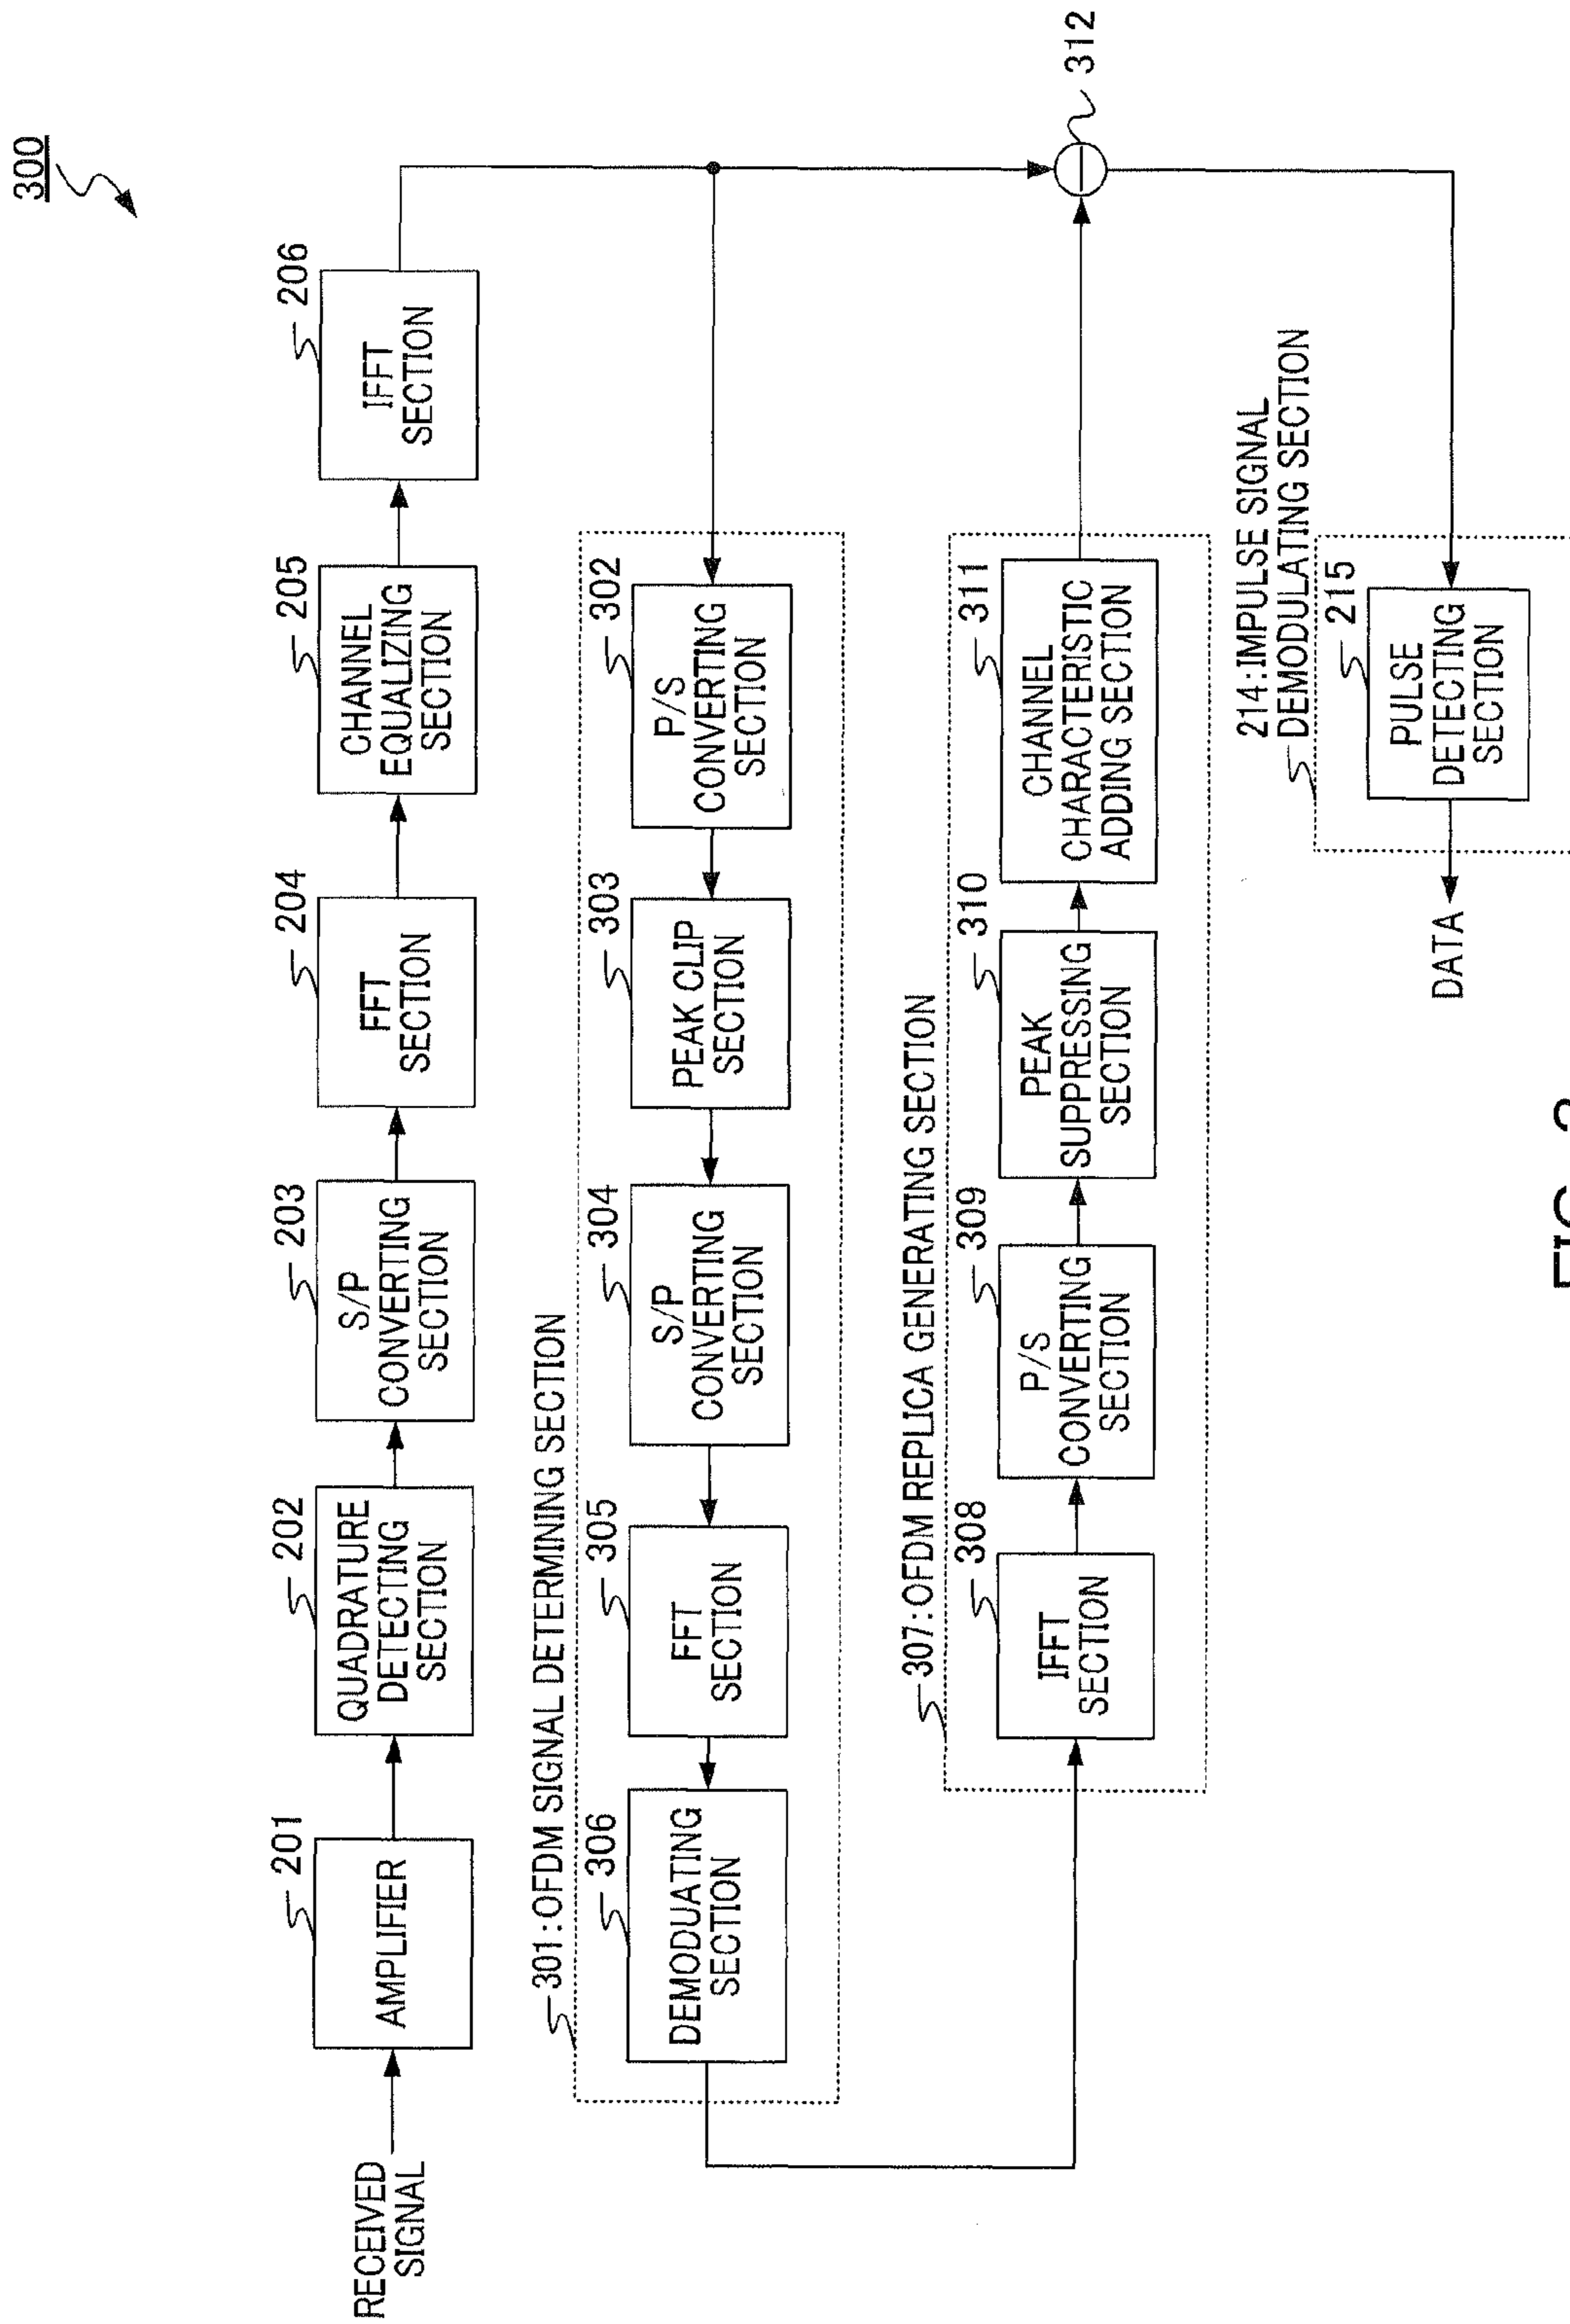 300
RECEIVED
SIGNAL
201
AMPLIFIER
202
QUADRATURE
DETECTING
SECTION
203
S/P
CONVERTING
SECTION
204
FFT
SECTION
205
CHANNEL
EQUALIZING
SECTION
206
IFFT
SECTION
301:OFDM SIGNAL DETERMINING SECTION
306
DEMODUATING
SECTION
305
FFT
SECTION
304
S/P
CONVERTING
SECTION
303
PEAK CLIP
SECTION
302
P/S
CONVERTING
SECTION
307:OFDM REPLICA GENERATING SECTION
308
IFFT
SECTION
309
P/S
CONVERTING
SECTION
310
PEAK
SUPPRESSING
SECTION
311
CHANNEL
CHARACTERISTIC
ADDING SECTION
312
214:IMPULSE SIGNAL
DEMODULATING SECTION
215
PULSE
DETECTING
SECTION
DATA